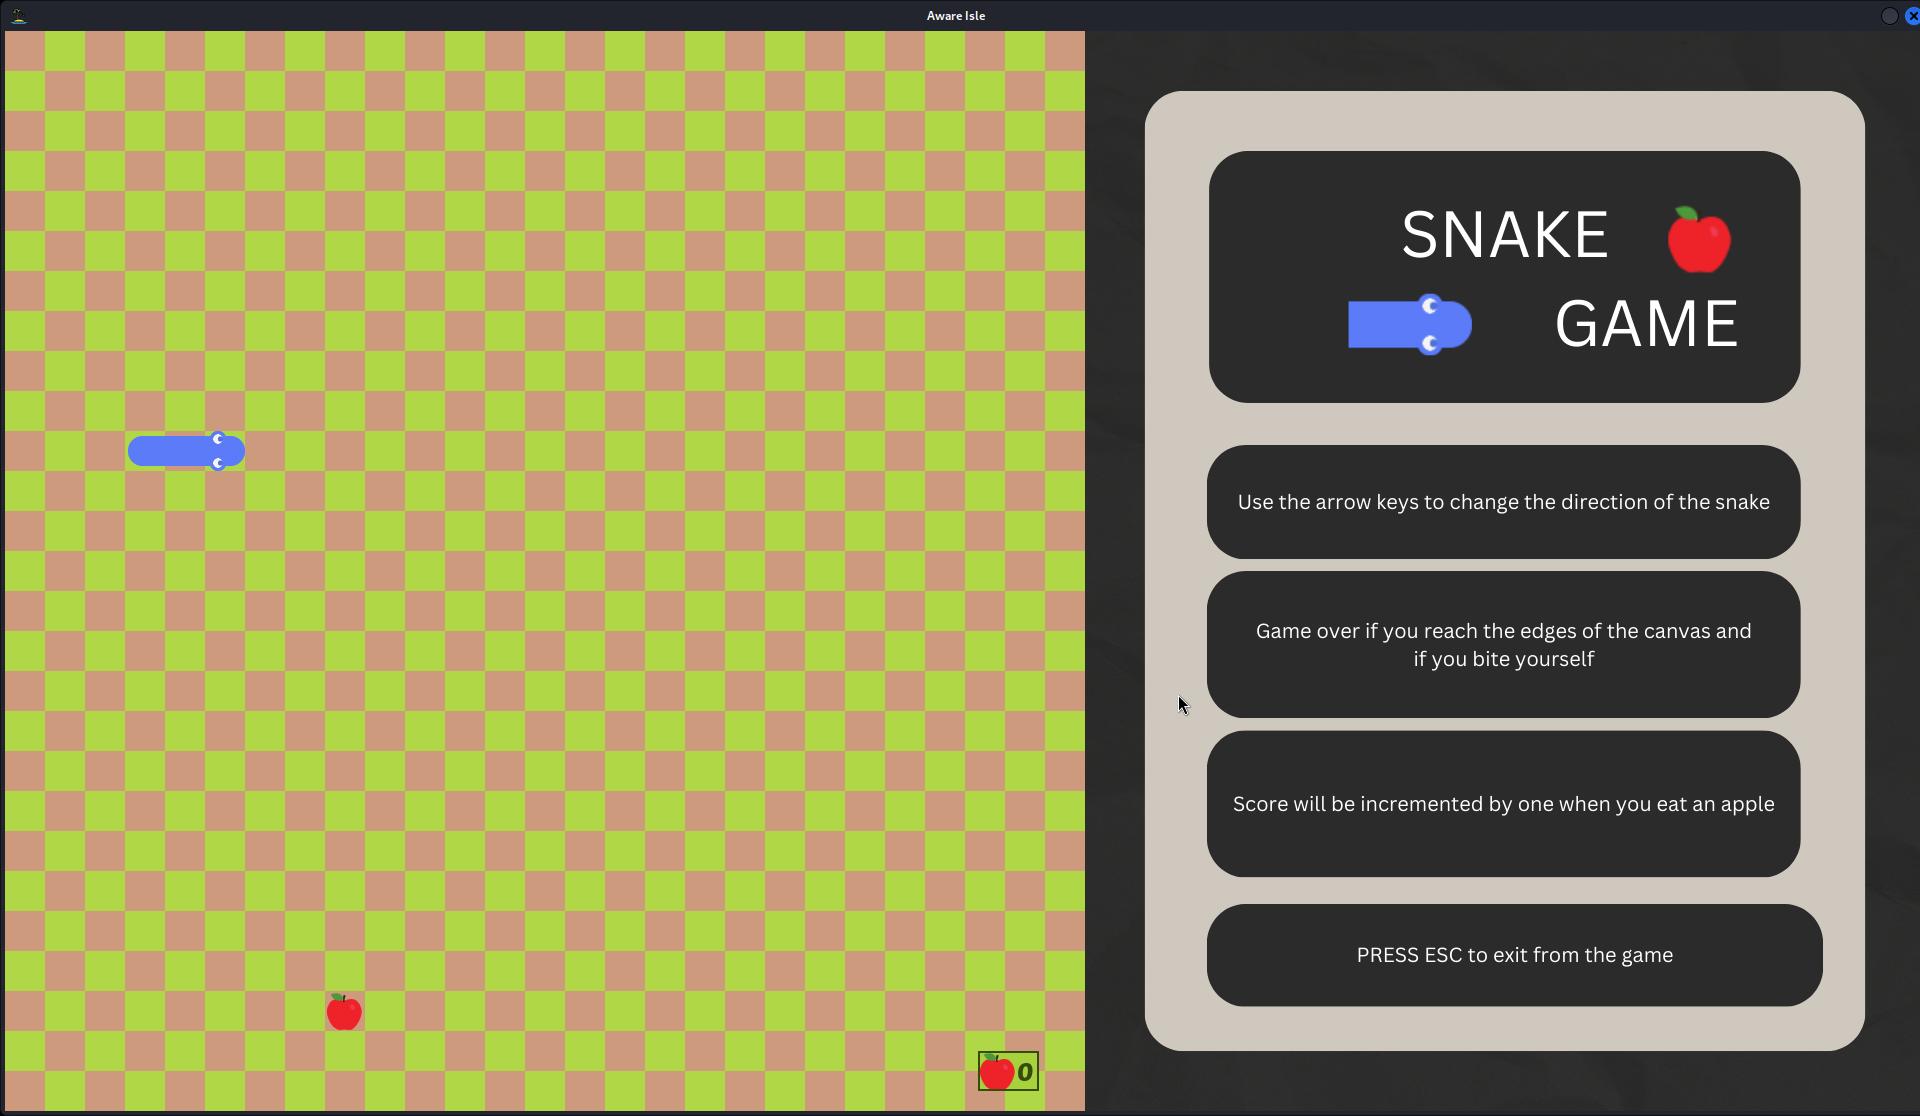 Aware Isle
SNAKE
GAME
Use the arrow keys to change the direction of the snake
Game over if you reach the edges of the canvas and
if you bite yourself
Score will be incremented by one when you eat an apple
PRESS ESC to exit from the game
0